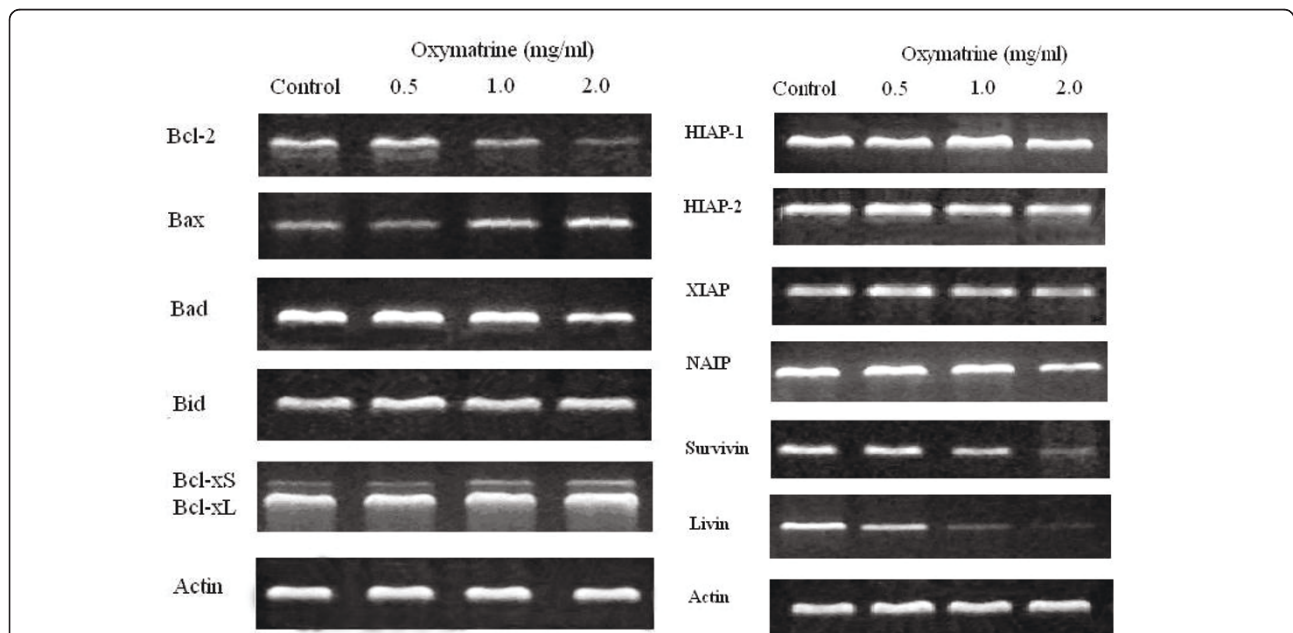 Oxymatrine (mg/ml)
Control 0.5 1.0 2.0
Bcl-2
Bax
Bad
Bid
Bcl-xS
Bcl-xL
Actin
Oxymatrine (mg/ml)
Control 0.5 1.0 2.0
HIAP-1
HIAP-2
XIAP
NAIP
Survivin
Livin
Actin